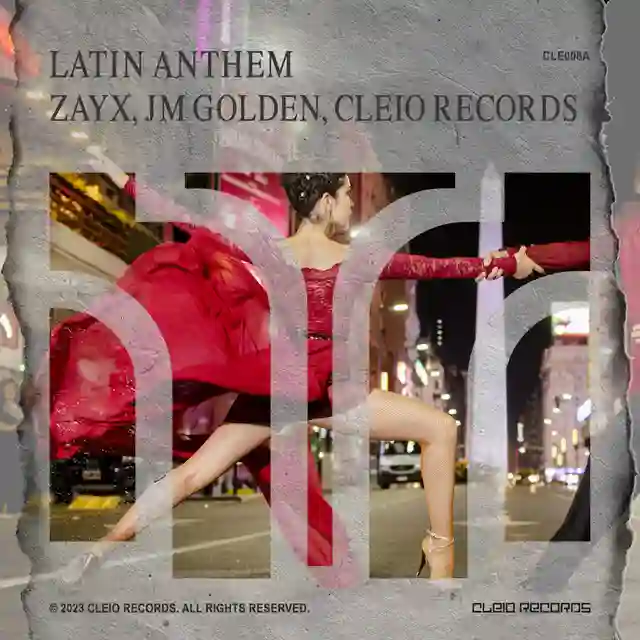 LATIN ANTHEM
CLE098A
ZAYX, JM GOLDEN, CLEIO RECORDS
© 2023 CLEIO RECORDS. ALL RIGHTS RESERVED.
CLEIO RECORDS